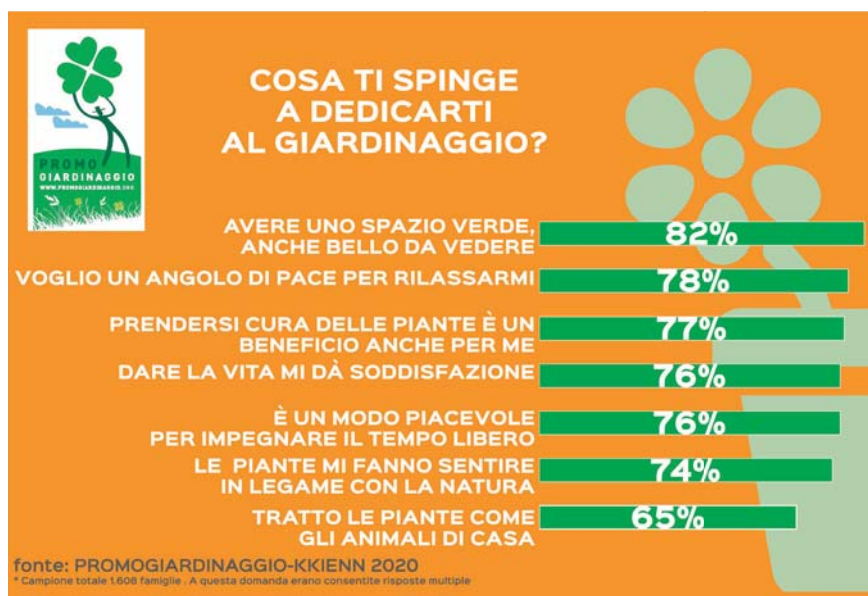 PROMO
GIARDINAGGIO
WWW.PROMOGIARDINAGGIO.ORG
COSA TI SPINGE
A DEDICARTI
AL GIARDINAGGIO?
AVERE UNO SPAZIO VERDE,
ANCHE BELLO DA VEDERE
82%
VOGLIO UN ANGOLO DI PACE PER RILASSARMI
78%
PRENDERSI CURA DELLE PIANTE È UN
BENEFICIO ANCHE PER ME
77%
DARE LA VITA MI DÀ SODDISFAZIONE
76%
È UN MODO PIACEVOLE
PER IMPEGNARE IL TEMPO LIBERO
76%
LE PIANTE MI FANNO SENTIRE
IN LEGAME CON LA NATURA
74%
TRATTO LE PIANTE COME
GLI ANIMALI DI CASA
65%
fonte: PROMOGIARDINAGGIO-KKIENN 2020
* Campione totale 1.608 famiglie . A questa domanda erano consentite risposte multiple